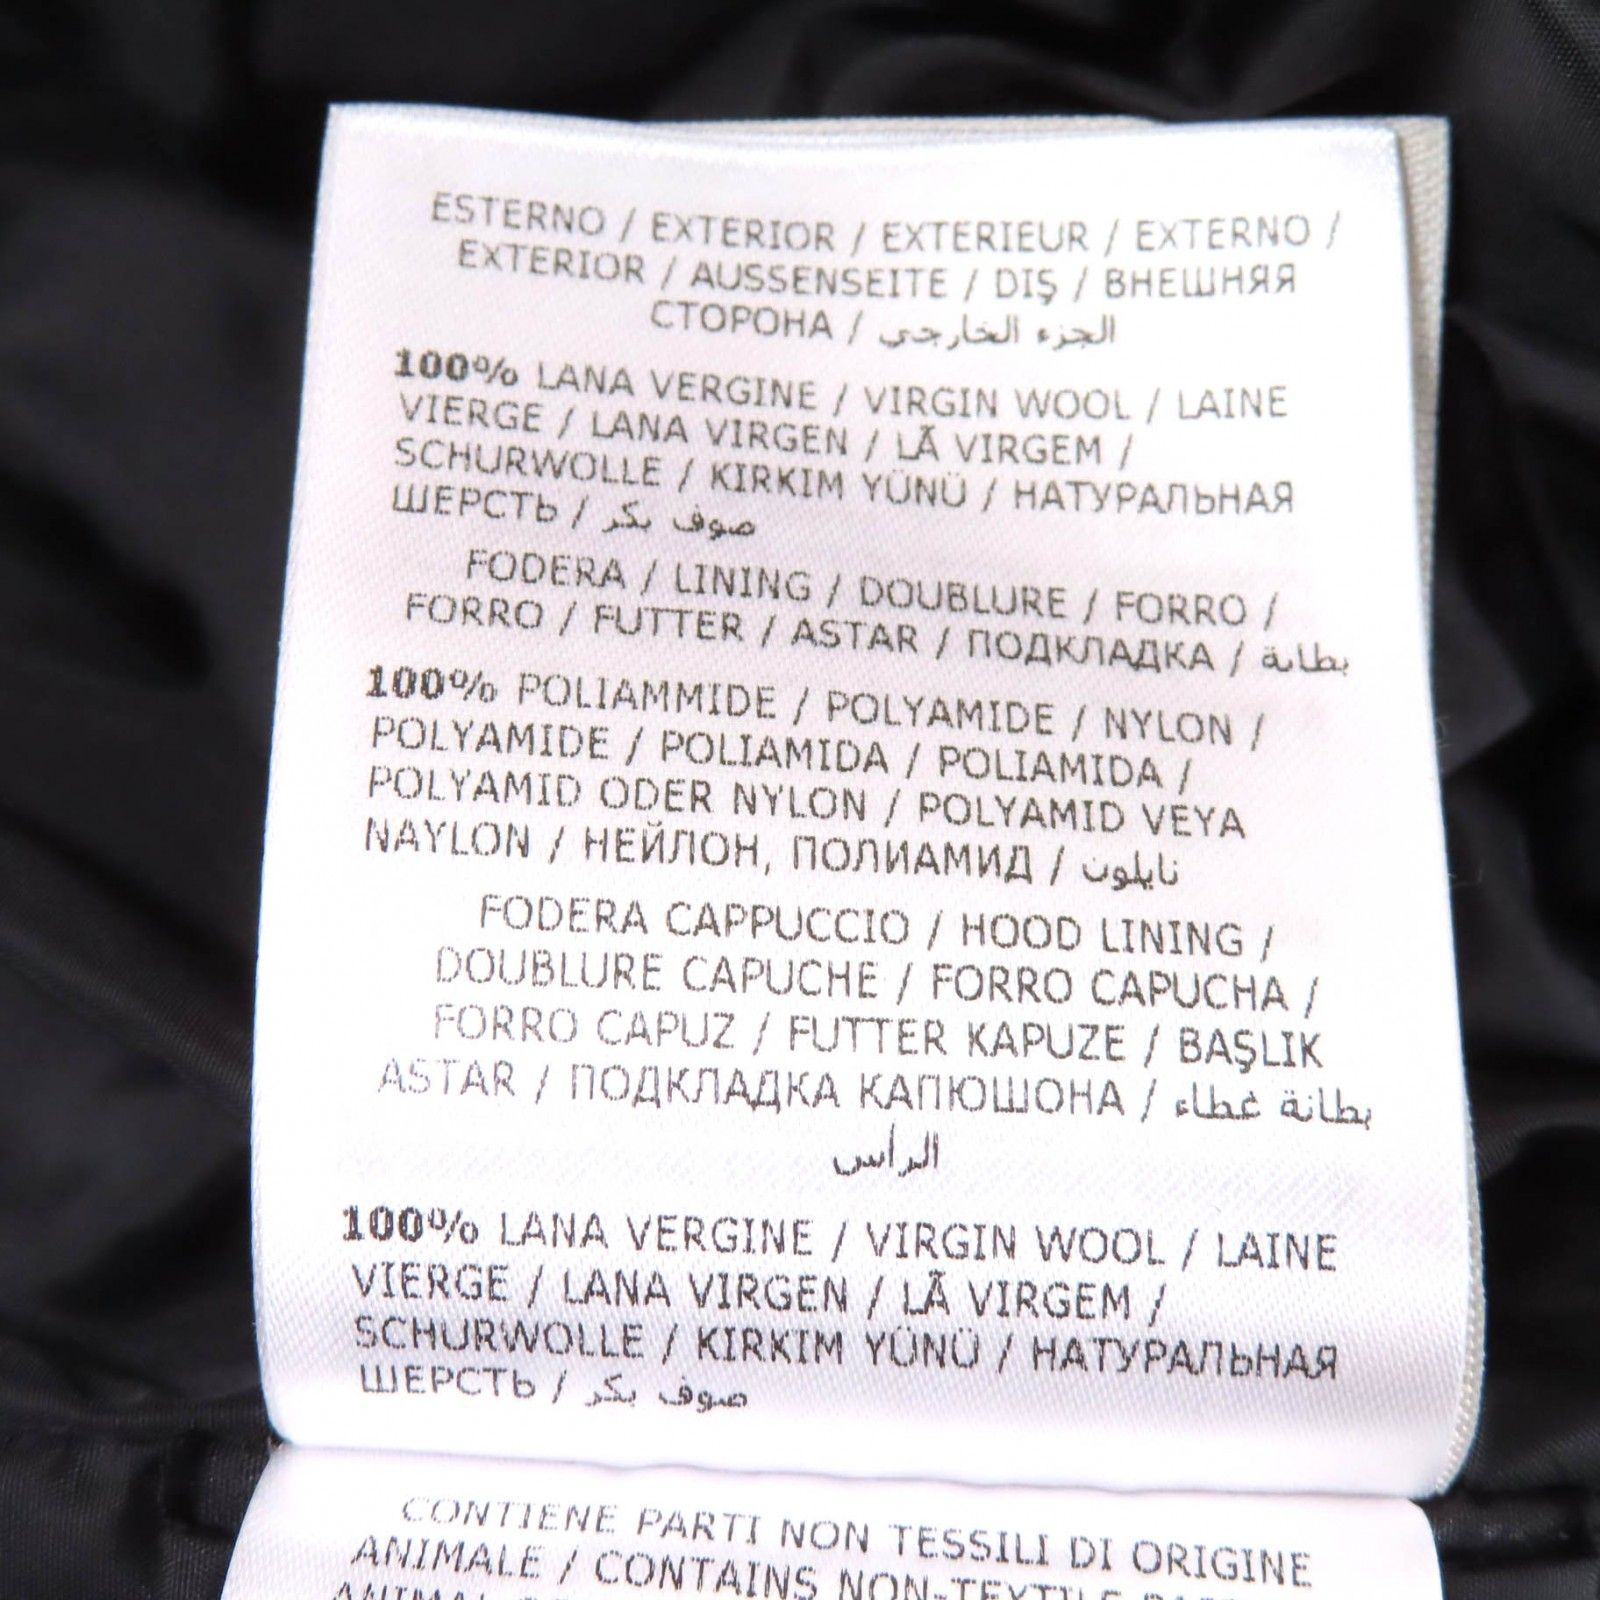 ESTERNO / EXTERIOR / EXTERIEUR / EXTERNO /
EXTERIOR / AUSSENSEITE / DIŞ / ВНЕШНЯЯ
СТОРОНА / الجزء الخارجي
100% LANA VERGINE / VIRGIN WOOL / LAINE
VIERGE / LANA VIRGEN / LÃ VIRGEM /
SCHURWOLLE / KIRKIM YÜNÜ / НАТУРАЛЬНАЯ
ШЕРСТЬ / صوف بكر
FODERA / LINING / DOUBLURE / FORRO /
FORRO / FUTTER / ASTAR / ПОДКЛАДКА / بطانة
100% POLIAMMIDE / POLYAMIDE / NYLON /
POLYAMIDE / POLIAMIDA / POLIAMIDA /
POLYAMID ODER NYLON / POLYAMID VEYA
NAYLON / НЕЙЛОН, ПОЛИАМИД / نايلون
FODERA CAPPUCCIO / HOOD LINING /
DOUBLURE CAPUCHE / FORRO CAPUCHA /
FORRO CAPUZ / FUTTER KAPUZE / BAŞLIK
ASTAR / ПОДКЛАДКА КАПЮШОНА / بطانة غطاء
الرأس
100% LANA VERGINE / VIRGIN WOOL / LAINE
VIERGE / LANA VIRGEN / LÃ VIRGEM /
SCHURWOLLE / KIRKIM YÜNÜ / НАТУРАЛЬНАЯ
ШЕРСТЬ / صوف بكر
CONTIENE PARTI NON TESSILI DI ORIGINE
ANIMALE / CONTAINS NON-TEXTILE